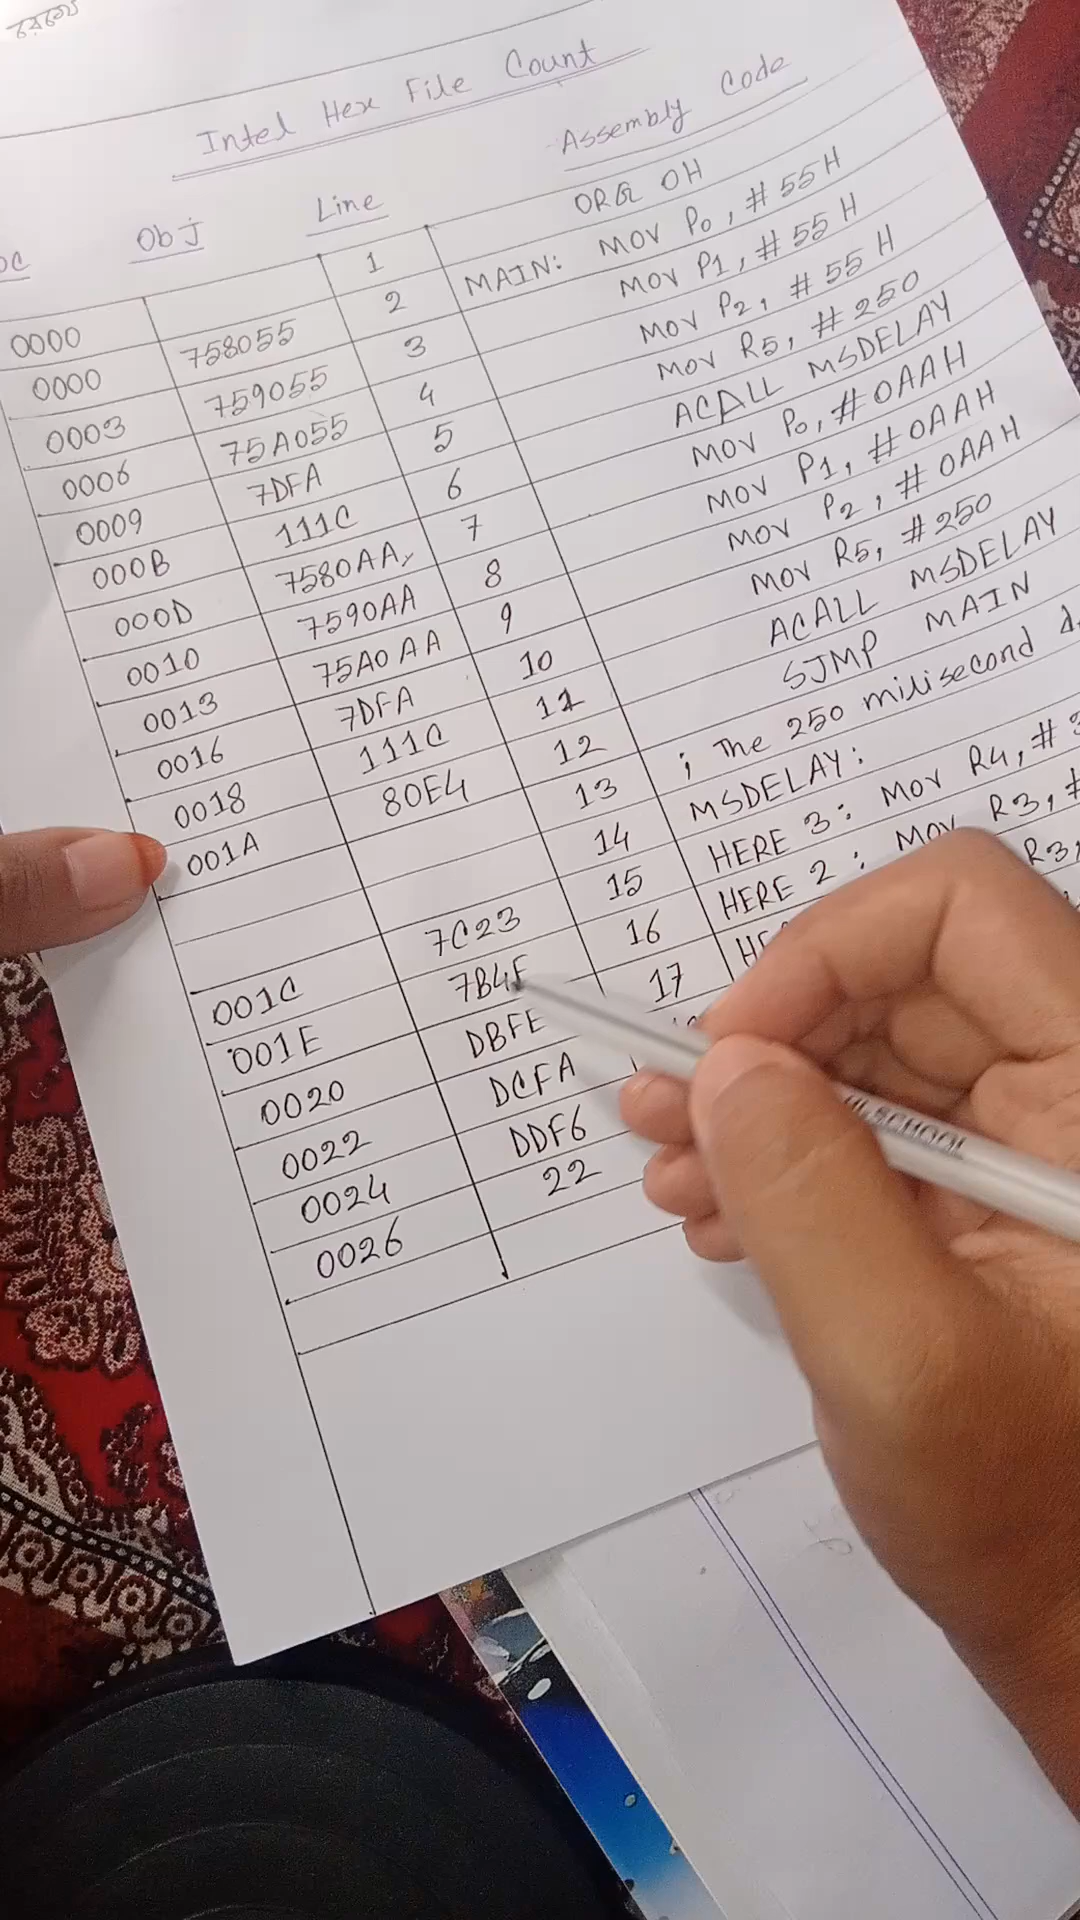 Intel Hex File Count
Obj Line Assembly Code
0000 1 ORG 0H
0000 758055 2 MAIN: MOV P0, #55H
0003 759055 3 MOV P1, #55H
0006 75A055 4 MOV P2, #55H
0009 7DFA 5 MOV R5, #250
000B 111C 6 ACALL MSDELAY
000D 7580AA 7 MOV P0, #0AAH
0010 7590AA 8 MOV P1, #0AAH
0013 75A0AA 9 MOV P2, #0AAH
0016 7DFA 10 MOV R5, #250
0018 111C 11 ACALL MSDELAY
001A 80E4 12 SJMP MAIN
13 ; The 250 milisecond
14 MSDELAY:
001C 7C23 15 HERE 3: MOV R4, #
001E 7B4F 16 HERE 2: MOV R3, #
0020 DBFE 17 R3,
0022 DCFA
0024 DDF6
0026 22
SCHOOL